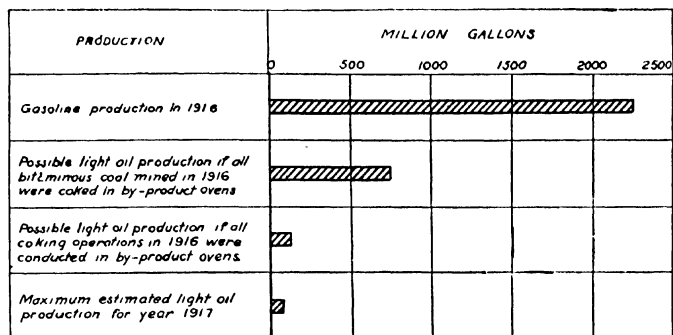 PRODUCTION
MILLION GALLONS
0 500 1000 1500 2000 2500
Gasoline production in 1916
Possible light oil production if all
bituminous coal mined in 1916
were coked in by-product ovens
Possible light oil production if all
coking operations in 1916 were
conducted in by-product ovens.
Maximum estimated light oil
production for year 1917